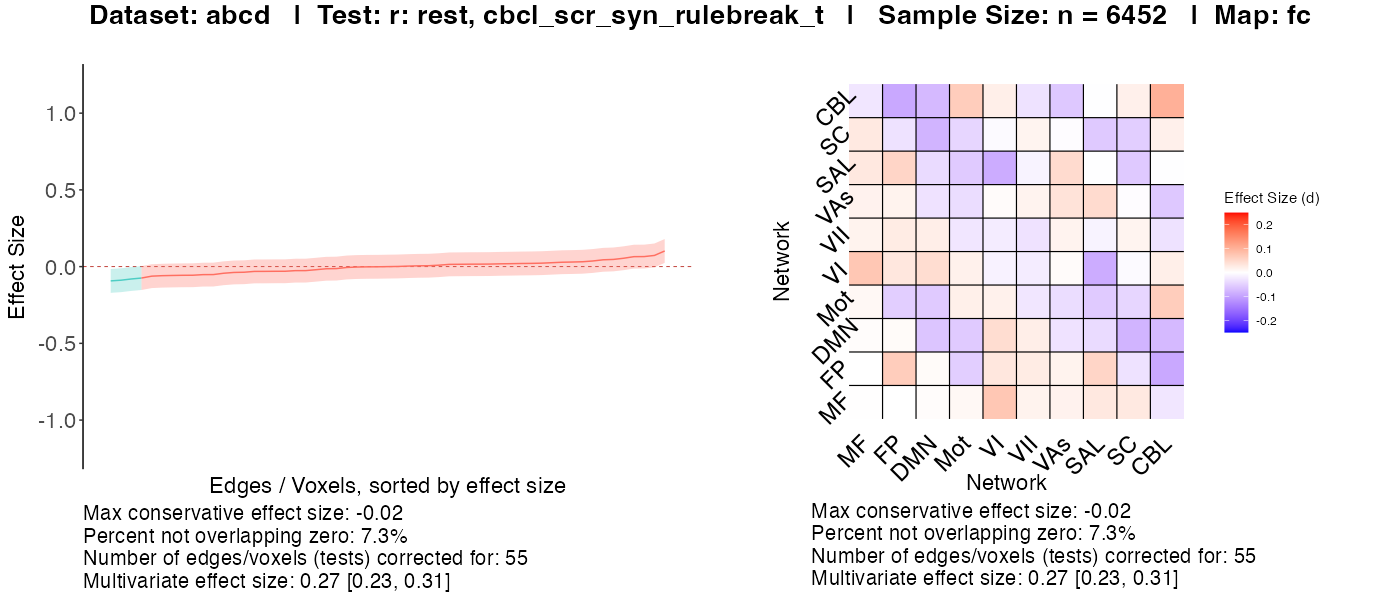 Dataset: abcd | Test: r: rest, cbcl_scr_syn_rulebreak_t | Sample Size: n = 6452 | Map: fc
Effect Size
1.0
0.5
0.0
-0.5
-1.0
Edges / Voxels, sorted by effect size
Max conservative effect size: -0.02
Percent not overlapping zero: 7.3%
Number of edges/voxels (tests) corrected for: 55
Multivariate effect size: 0.27 [0.23, 0.31]
Network
CBL
SC
SAL
VAs
VII
VI
Mot
DMN
FP
MF
MF
FP
DMN
Mot
VI
VII
VAs
SAL
SC
CBL
Network
Max conservative effect size: -0.02
Percent not overlapping zero: 7.3%
Number of edges/voxels (tests) corrected for: 55
Multivariate effect size: 0.27 [0.23, 0.31]
Effect Size (d)
0.2
0.1
0.0
-0.1
-0.2